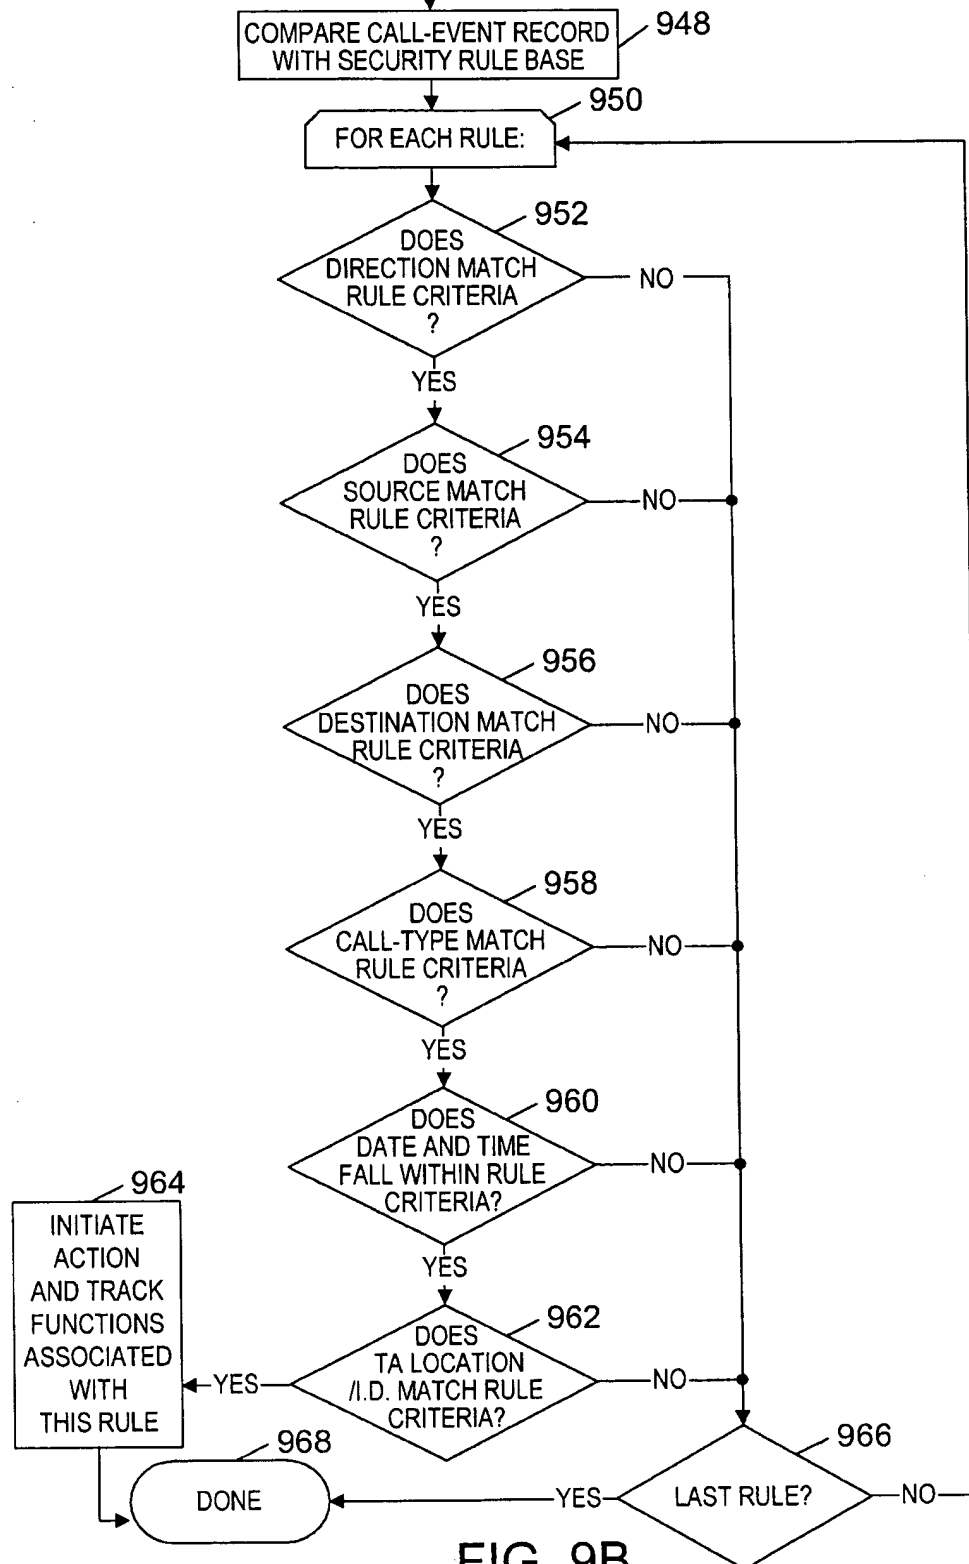 COMPARE CALL-EVENT RECORD
WITH SECURITY RULE BASE
948
950
FOR EACH RULE:
952
DOES
DIRECTION MATCH
RULE CRITERIA
?
NO
YES
954
DOES
SOURCE MATCH
RULE CRITERIA
?
NO
YES
956
DOES
DESTINATION MATCH
RULE CRITERIA
?
NO
YES
958
DOES
CALL-TYPE MATCH
RULE CRITERIA
?
NO
YES
960
DOES
DATE AND TIME
FALL WITHIN RULE
CRITERIA?
NO
YES
964
INITIATE
ACTION
AND TRACK
FUNCTIONS
ASSOCIATED
WITH
THIS RULE
962
DOES
TA LOCATION
/I.D. MATCH RULE
CRITERIA?
YES
NO
966
LAST RULE?
YES
NO
968
DONE
FIG. 9B